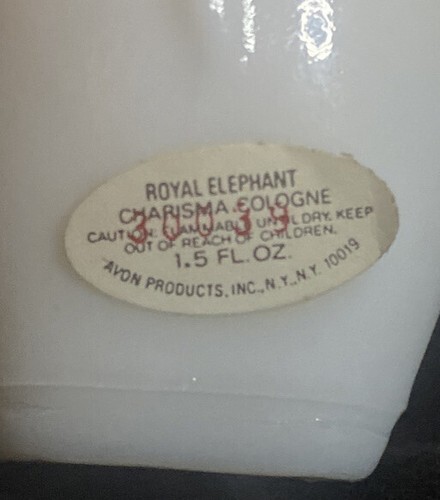 ROYAL ELEPHANT
CHARISMA COLOGNE
CAUTION: FLAMMABLE UNTIL DRY. KEEP
OUT OF REACH OF CHILDREN.
1.5 FL. OZ.
AVON PRODUCTS, INC., N.Y., N.Y. 10019